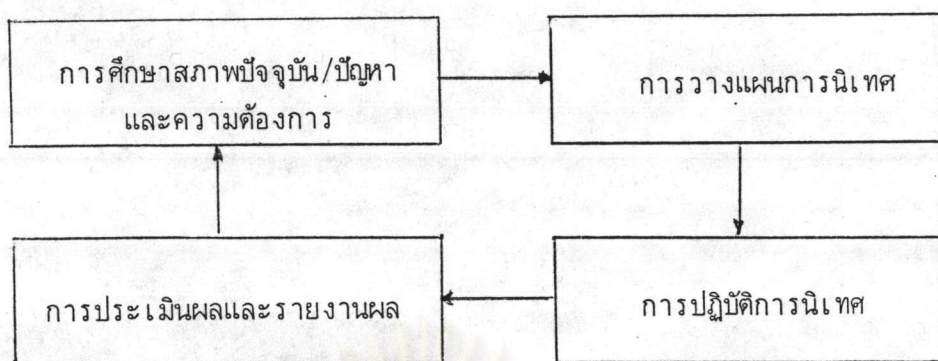 การศึกษาสภาพปัจจุบัน/ปัญหา
และความต้องการ
การวางแผนการนิเทศ
การปฏิบัติการนิเทศ
การประเมินผลและรายงานผล